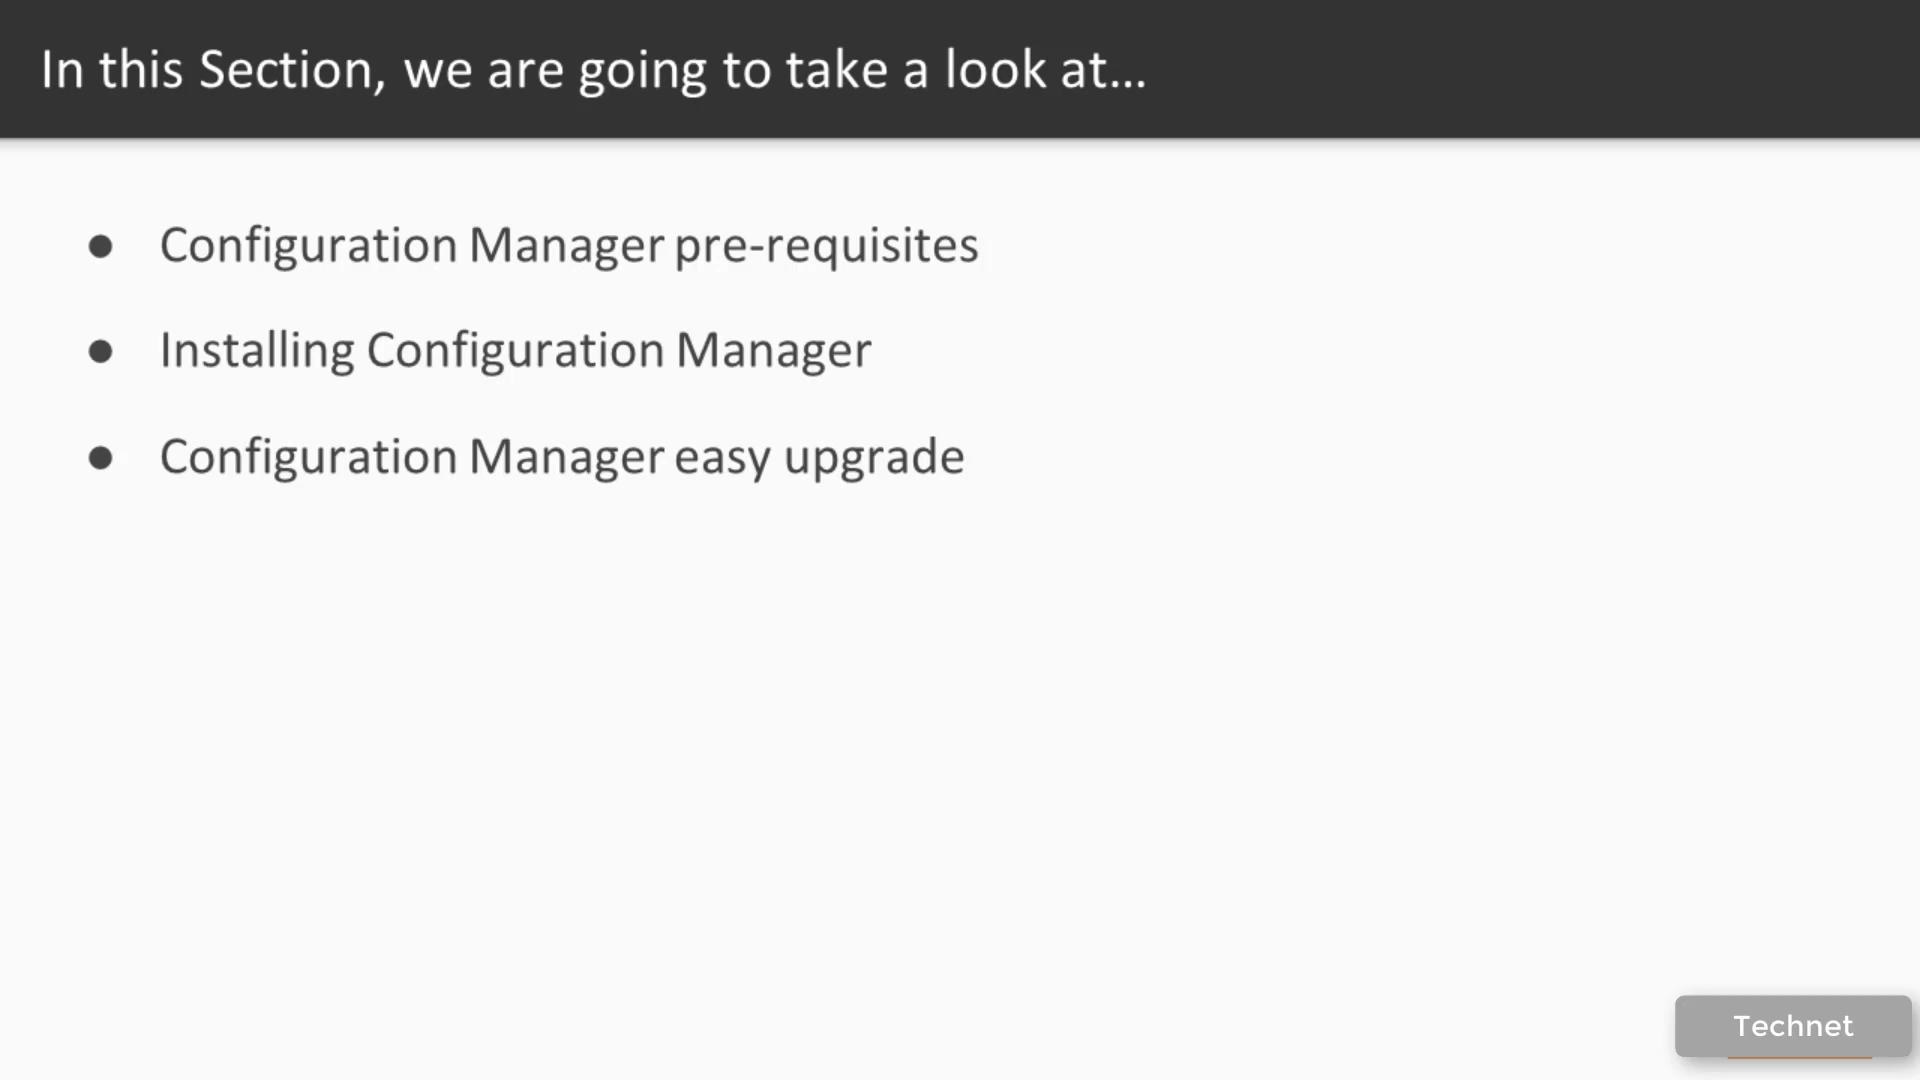 In this Section, we are going to take a look at...
● Configuration Manager pre-requisites
● Installing Configuration Manager
● Configuration Manager easy upgrade
Technet